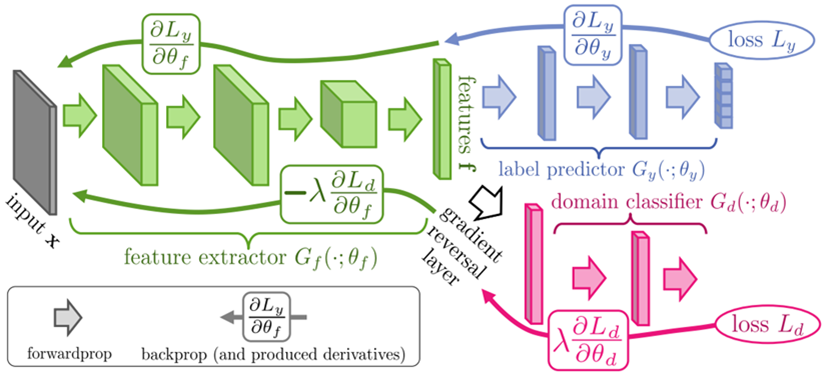 ∂L_y/∂θ_f
∂L_y/∂θ_y
loss L_y
features f
label predictor G_y(·;θ_y)
−λ ∂L_d/∂θ_f
input x
feature extractor G_f(·;θ_f)
gradient
reversal
layer
domain classifier G_d(·;θ_d)
λ ∂L_d/∂θ_d
loss L_d
∂L_y/∂θ_f
forwardprop
backprop (and produced derivatives)